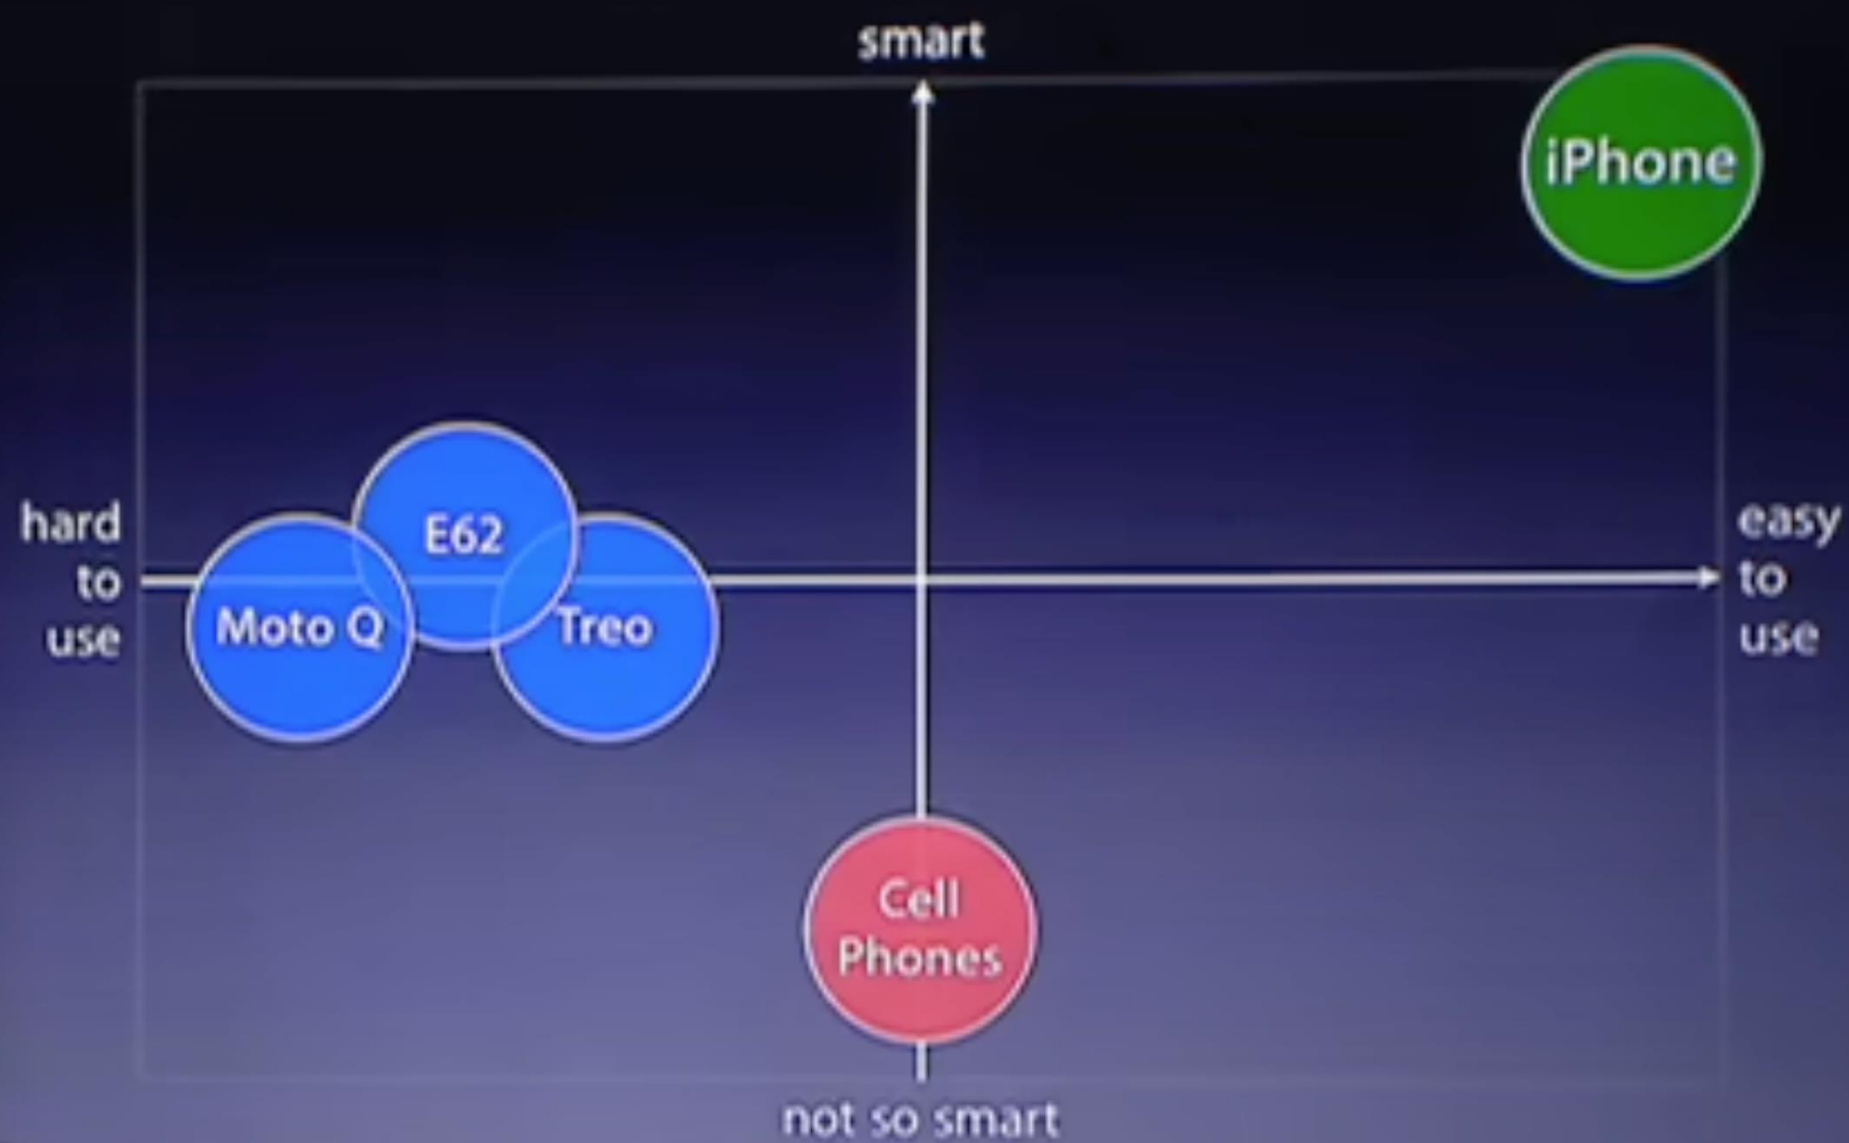 smart
iPhone
hard
to
use
E62
Moto Q
Treo
easy
to
use
Cell
Phones
not so smart